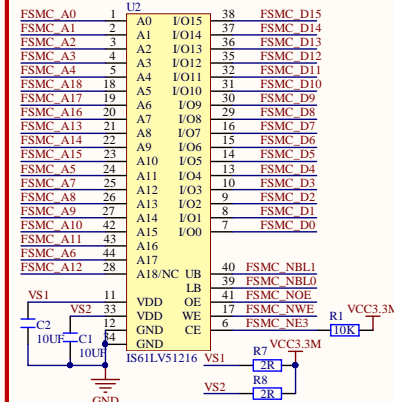 U2
FSMC_A0 1 A0 I/O15 38 FSMC_D15
FSMC_A1 2 A1 I/O14 37 FSMC_D14
FSMC_A2 3 A2 I/O13 36 FSMC_D13
FSMC_A3 4 A3 I/O12 35 FSMC_D12
FSMC_A4 5 A4 I/O11 32 FSMC_D11
FSMC_A18 18 A5 I/O10 31 FSMC_D10
FSMC_A17 19 A6 I/O9 30 FSMC_D9
FSMC_A16 20 A7 I/O8 29 FSMC_D8
FSMC_A13 21 A8 I/O7 16 FSMC_D7
FSMC_A14 22 A9 I/O6 15 FSMC_D6
FSMC_A15 23 A10 I/O5 14 FSMC_D5
FSMC_A5 24 A11 I/O4 13 FSMC_D4
FSMC_A7 25 A12 I/O3 10 FSMC_D3
FSMC_A8 26 A13 I/O2 9 FSMC_D2
FSMC_A9 27 A14 I/O1 8 FSMC_D1
FSMC_A10 42 A15 I/O0 7 FSMC_D0
FSMC_A11 43 A16
FSMC_A6 44 A17
FSMC_A12 28 A18/NC UB 40 FSMC_NBL1
LB 39 FSMC_NBL0
VS1 11 VDD OE 41 FSMC_NOE
VS2 33 VDD WE 17 FSMC_NWE
12 GND CE 6 FSMC_NE3
34 GND
R1 VCC3.3M
10K
C2
10UF
C1
10UF
IS61LV51216
GND
VCC3.3M
VS1 R7
2R
VS2 R8
2R